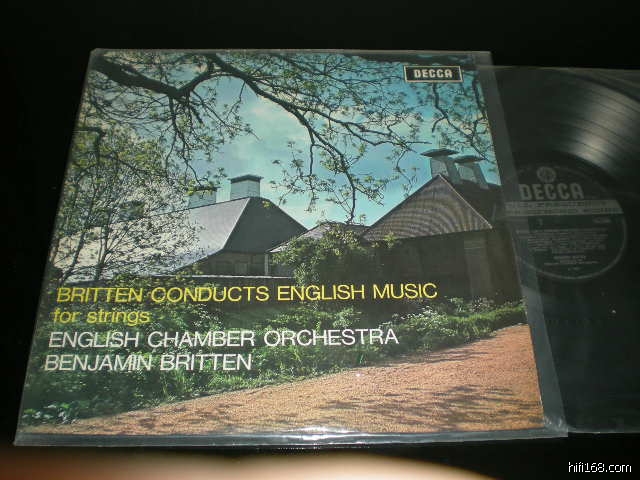 DECCA
BRITTEN CONDUCTS ENGLISH MUSIC
for strings
ENGLISH CHAMBER ORCHESTRA
BENJAMIN BRITTEN
DECCA
hifi168.com